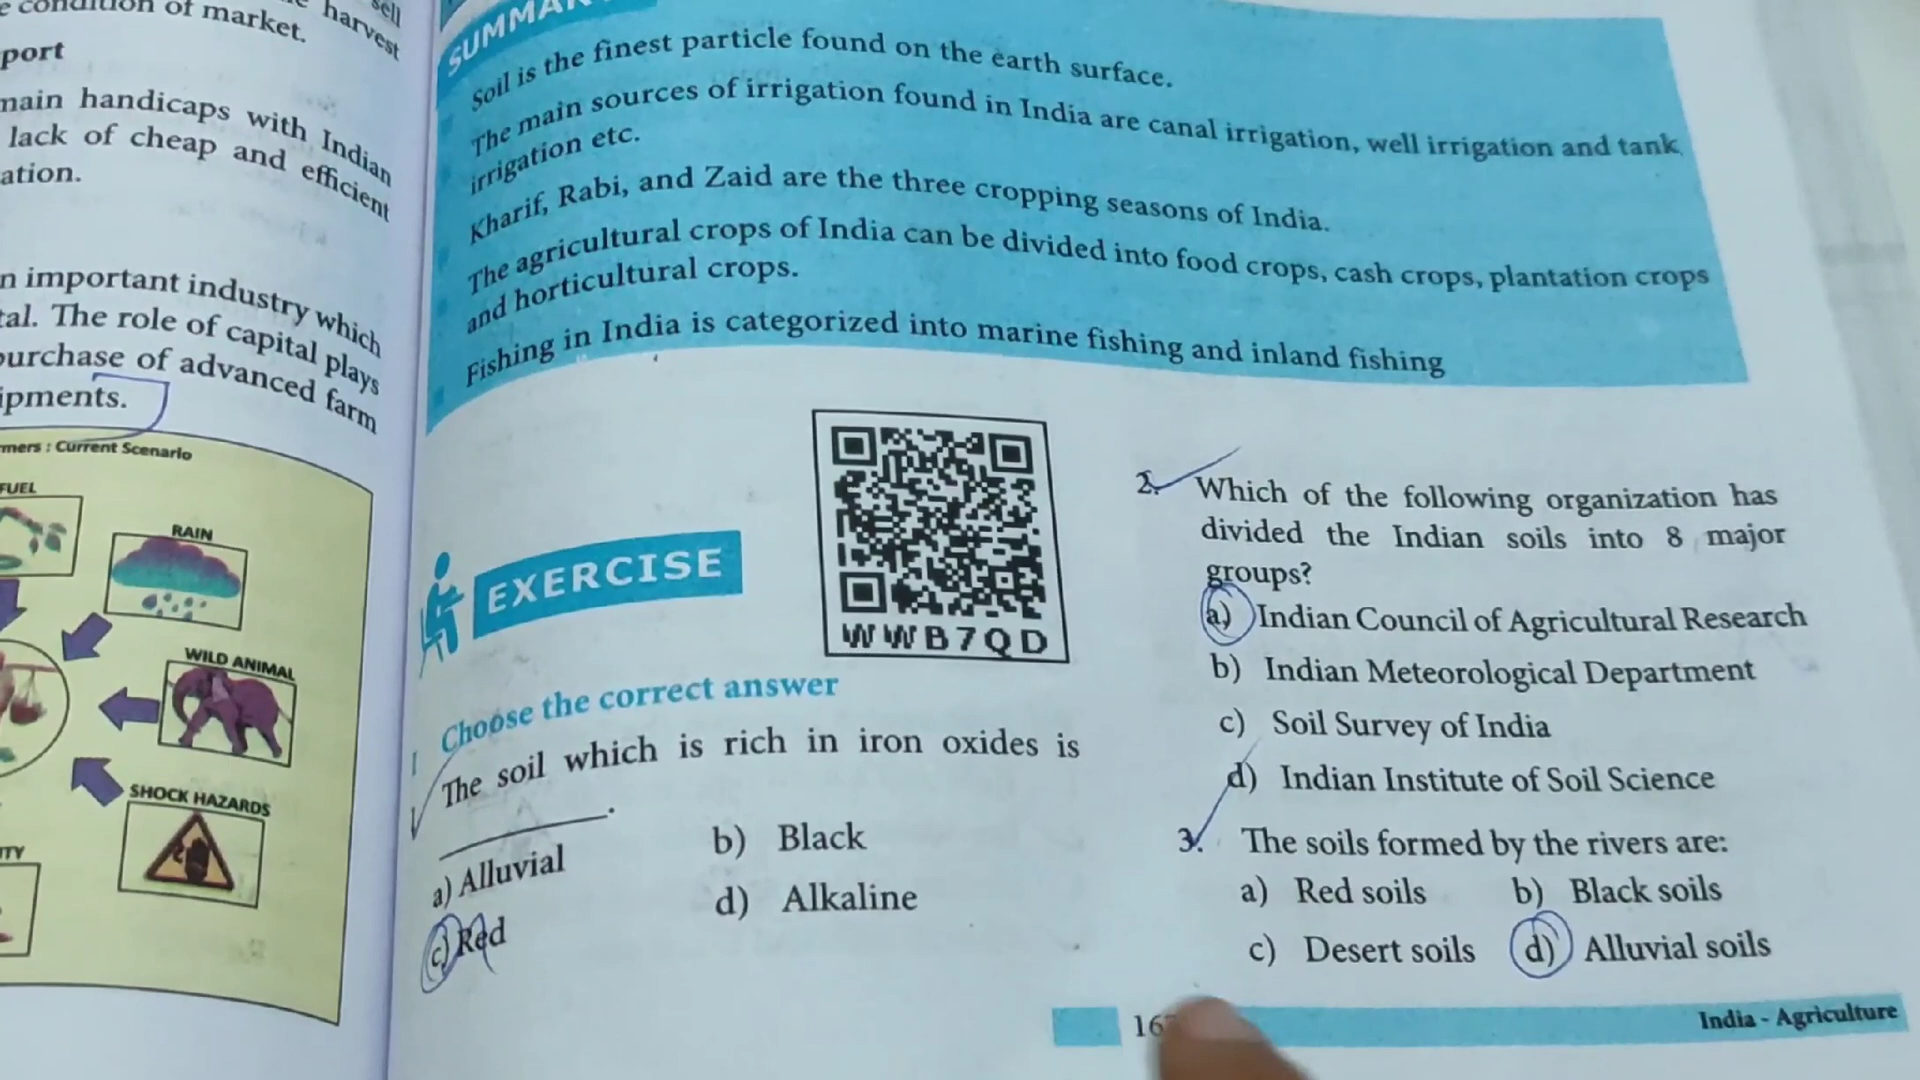 condition of market.
harvest
sell
port
main handicaps with Indian
lack of cheap and efficient
ation.
n important industry which
tal. The role of capital plays
purchase of advanced farm
ipments.
mers : Current Scenario
FUEL
RAIN
WILD ANIMAL
SHOCK HAZARDS
ITY
Soil is the finest particle found on the earth surface.
The main sources of irrigation found in India are canal irrigation, well irrigation and tank
irrigation etc.
Kharif, Rabi, and Zaid are the three cropping seasons of India.
The agricultural crops of India can be divided into food crops, cash crops, plantation crops
and horticultural crops.
Fishing in India is categorized into marine fishing and inland fishing
WWB7QD
EXERCISE
I Choose the correct answer
The soil which is rich in iron oxides is
________.
a) Alluvial b) Black
c) Red d) Alkaline
2. Which of the following organization has
divided the Indian soils into 8 major
groups?
a) Indian Council of Agricultural Research
b) Indian Meteorological Department
c) Soil Survey of India
d) Indian Institute of Soil Science
3. The soils formed by the rivers are:
a) Red soils b) Black soils
c) Desert soils d) Alluvial soils
India - Agriculture